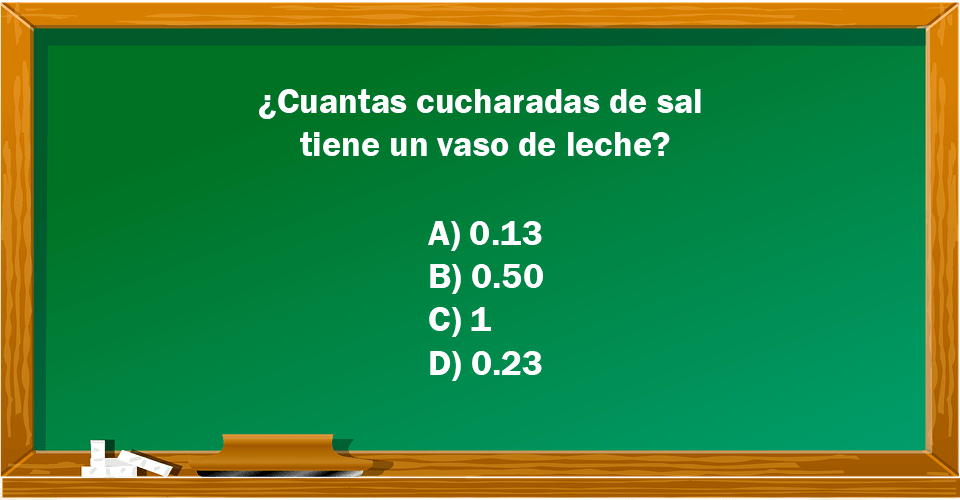 ¿Cuantas cucharadas de sal
tiene un vaso de leche?
A) 0.13
B) 0.50
C) 1
D) 0.23